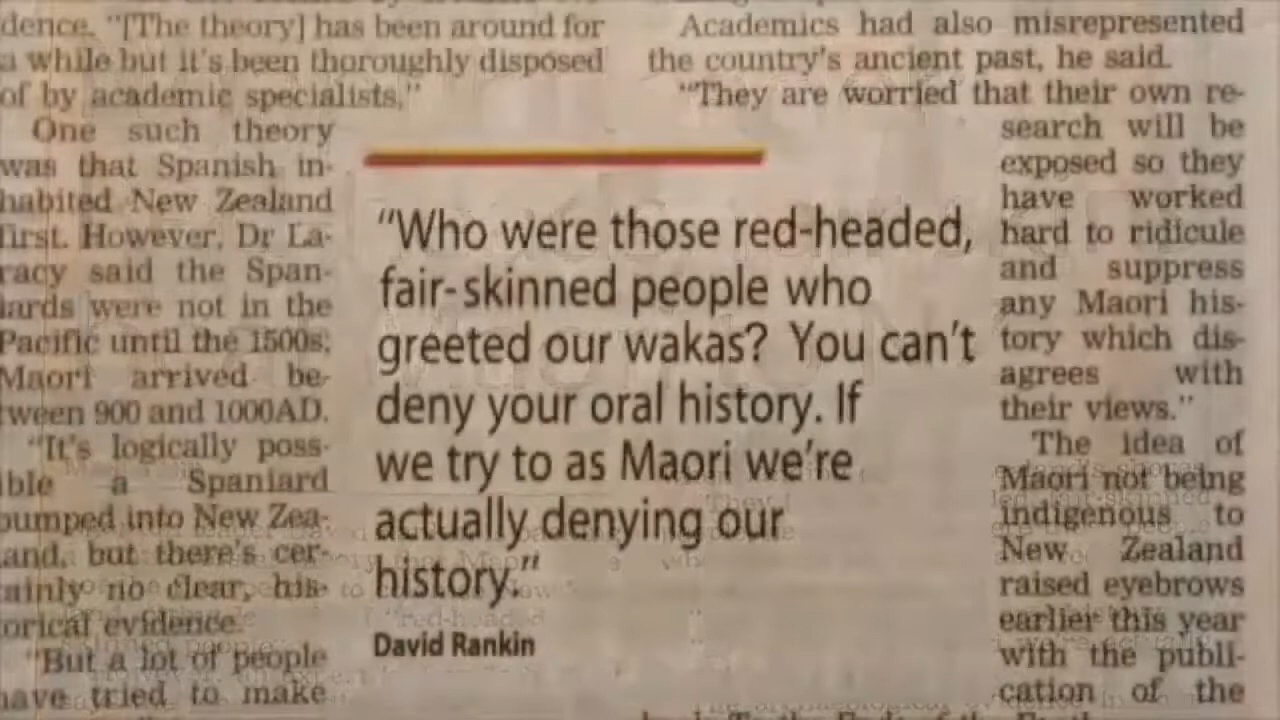 dence. "[The theory] has been around for
a while but it's been thoroughly disposed
of by academic specialists."
One such theory
was that Spanish in-
habited New Zealand
first. However, Dr La-
racy said the Span-
iards were not in the
Pacific until the 1500s;
Maori arrived be-
tween 900 and 1000AD.
"It's logically poss-
ible a Spaniard
bumped into New Zea-
land, but there's cer-
tainly no clear, his-
torical evidence.
"But a lot of people
have tried to make
"Who were those red-headed,
fair-skinned people who
greeted our wakas? You can't
deny your oral history. If
we try to as Maori we're
actually denying our
history."
David Rankin
Academics had also misrepresented
the country's ancient past, he said.
"They are worried that their own re-
search will be
exposed so they
have worked
hard to ridicule
and suppress
any Maori his-
tory which dis-
agrees with
their views."
The idea of
Maori not being
indigenous to
New Zealand
raised eyebrows
earlier this year
with the publi-
cation of the